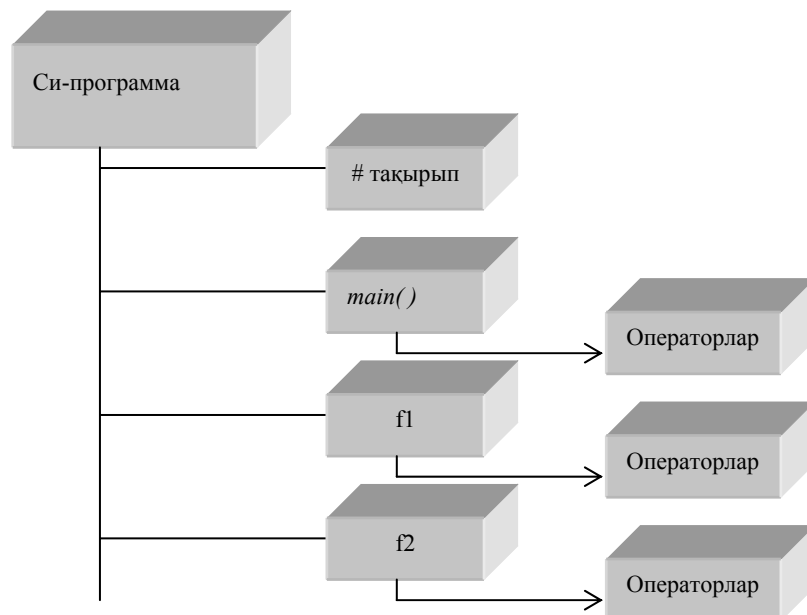 Си-программа
# тақырып
main( )
Операторлар
f1
Операторлар
f2
Операторлар